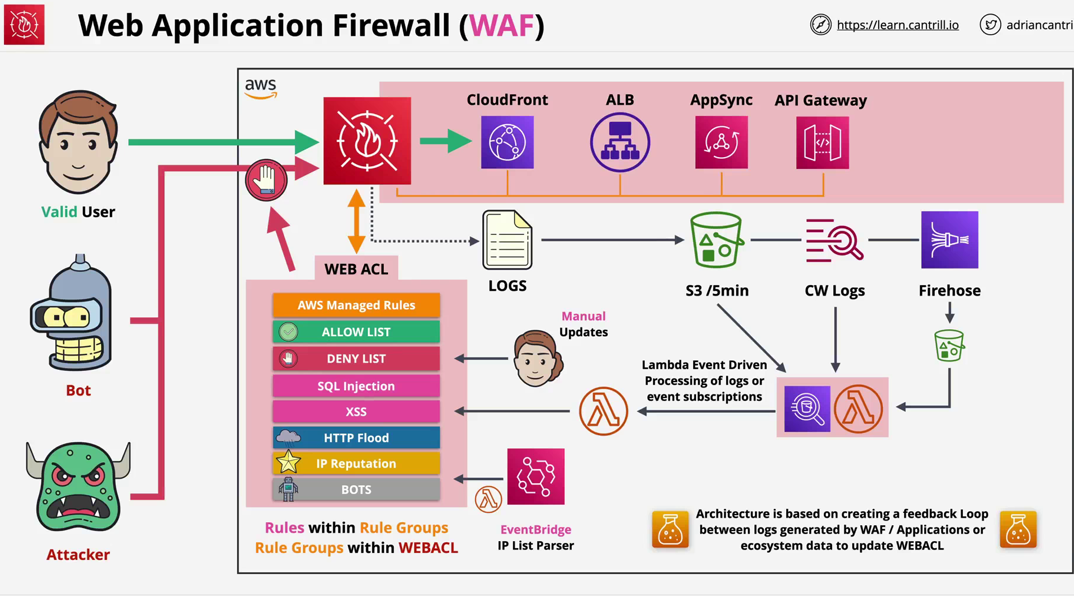 Web Application Firewall (WAF)
https://learn.cantrill.io
adriancantri
aws
CloudFront
ALB
AppSync
API Gateway
Valid User
WEB ACL
LOGS
S3 /5min
CW Logs
Firehose
AWS Managed Rules
ALLOW LIST
DENY LIST
SQL Injection
XSS
HTTP Flood
IP Reputation
BOTS
Manual
Updates
Lambda Event Driven
Processing of logs or
event subscriptions
Bot
Attacker
Rules within Rule Groups
Rule Groups within WEBACL
EventBridge
IP List Parser
Architecture is based on creating a feedback Loop
between logs generated by WAF / Applications or
ecosystem data to update WEBACL